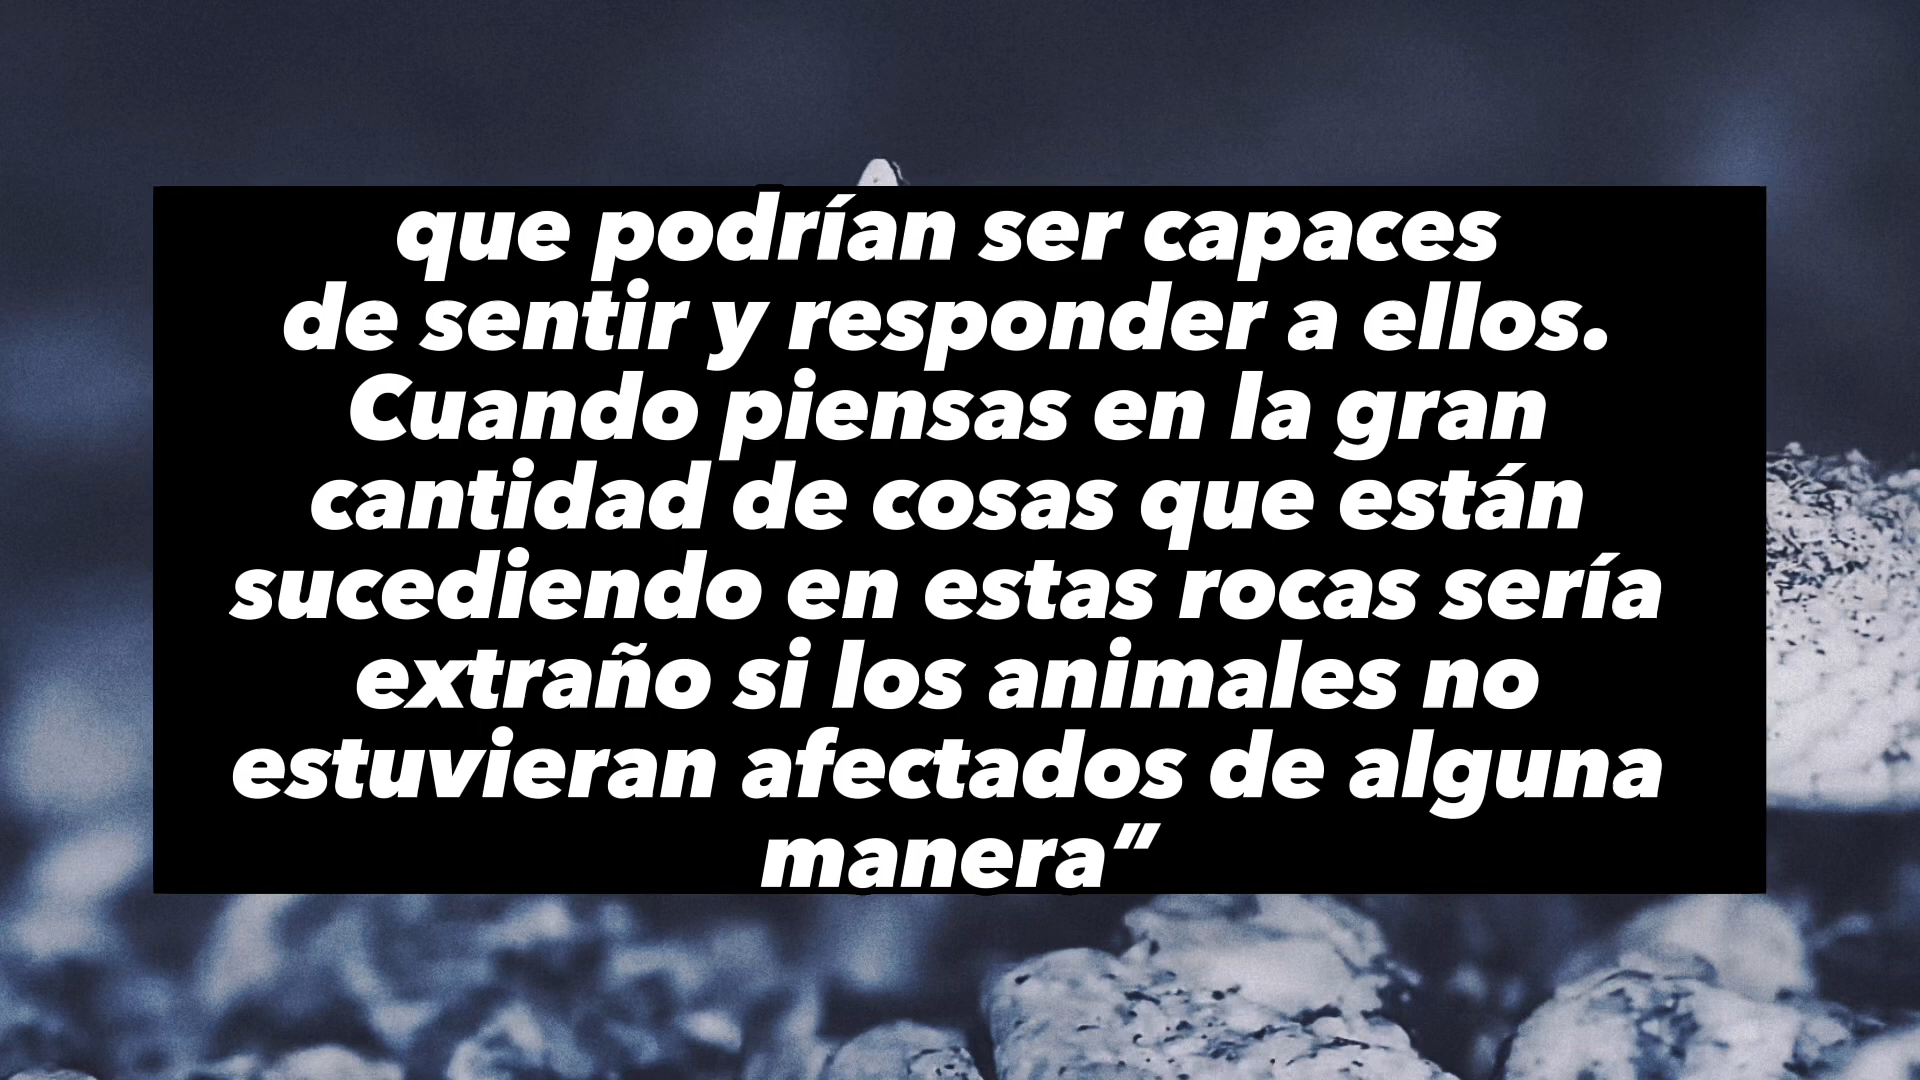 que podrían ser capaces
de sentir y responder a ellos.
Cuando piensas en la gran
cantidad de cosas que están
sucediendo en estas rocas sería
extraño si los animales no
estuvieran afectados de alguna
manera”